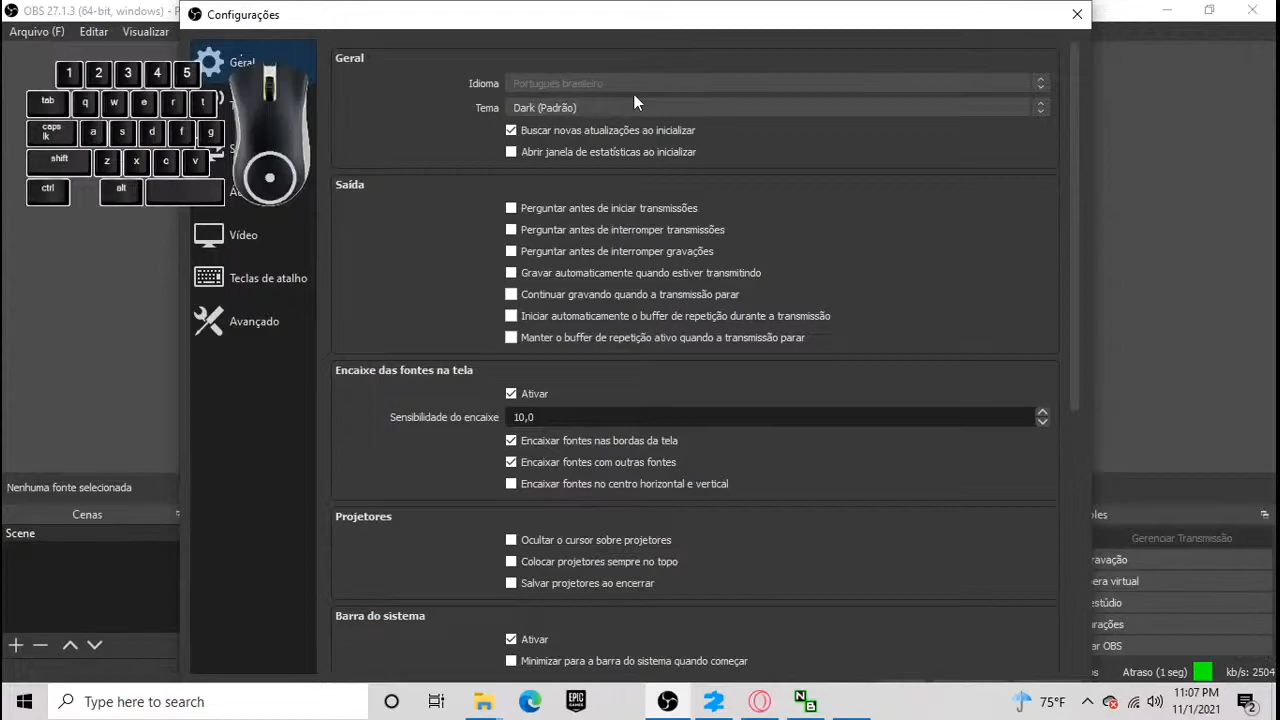 OBS 27.1.3 (64-bit, windows) - P
Configurações
Arquivo (F) Editar Visualizar
Geral
1 2 3 4 5
tab q w e r t
caps lk a s d f g
shift z x c v
ctrl alt
Vídeo
Teclas de atalho
Avançado
Geral
Idioma Português brasileiro
Tema Dark (Padrão)
Buscar novas atualizações ao inicializar
Abrir janela de estatísticas ao inicializar
Saída
Perguntar antes de iniciar transmissões
Perguntar antes de interromper transmissões
Perguntar antes de interromper gravações
Gravar automaticamente quando estiver transmitindo
Continuar gravando quando a transmissão parar
Iniciar automaticamente o buffer de repetição durante a transmissão
Manter o buffer de repetição ativo quando a transmissão parar
Encaixe das fontes na tela
Ativar
Sensibilidade do encaixe 10,0
Encaixar fontes nas bordas da tela
Encaixar fontes com outras fontes
Encaixar fontes no centro horizontal e vertical
Projetores
Ocultar o cursor sobre projetores
Colocar projetores sempre no topo
Salvar projetores ao encerrar
Barra do sistema
Ativar
Minimizar para a barra do sistema quando começar
Nenhuma fonte selecionada
Cenas
Scene
oles
Gerenciar Transmissão
ravação
pera virtual
estúdio
urações
ar OBS
os Atraso (1 seg) kb/s: 2504
Type here to search
EPIC GAMES
N B
75°F
11:07 PM
11/1/2021
2